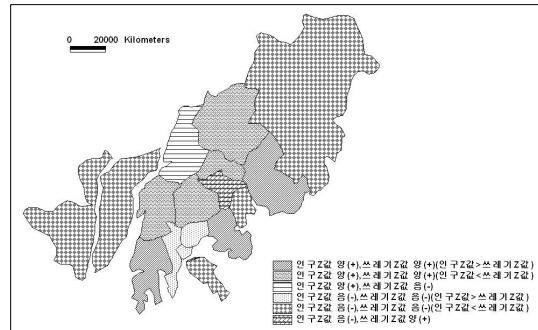 0 20000 Kilometers
인구Z값 양(+),쓰레기Z값 양(+)(인구Z값>쓰레기Z값)
인구Z값 양(+),쓰레기Z값 양(+)(인구Z값<쓰레기Z값)
인구Z값 양(+),쓰레기Z값 음(-)
인구Z값 음(-),쓰레기Z값 음(-)(인구Z값>쓰레기Z값)
인구Z값 음(-),쓰레기Z값 음(-)(인구Z값<쓰레기Z값)
인구Z값 음(-),쓰레기Z값양(+)